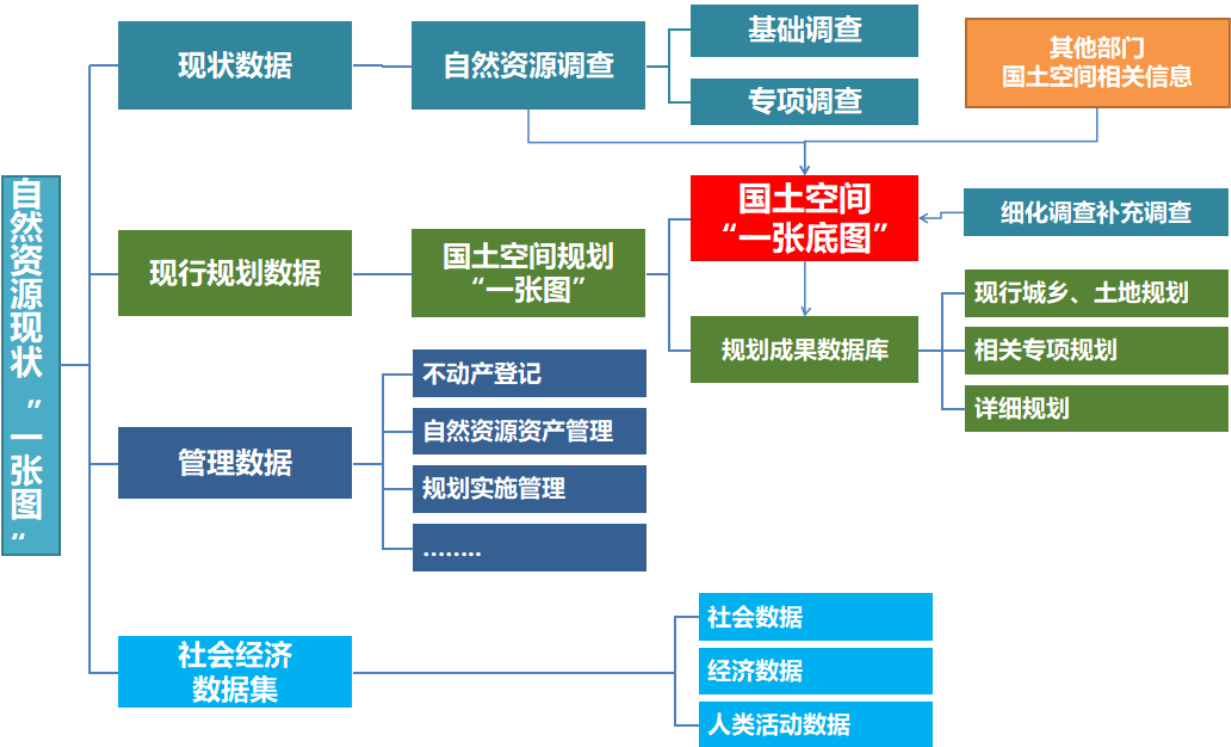 自然资源现状“一张图“
现状数据
自然资源调查
基础调查
专项调查
其他部门
国土空间相关信息
现行规划数据
国土空间规划
“一张图”
国土空间
“一张底图”
细化调查补充调查
规划成果数据库
现行城乡、土地规划
相关专项规划
详细规划
管理数据
不动产登记
自然资源资产管理
规划实施管理
........
社会经济
数据集
社会数据
经济数据
人类活动数据